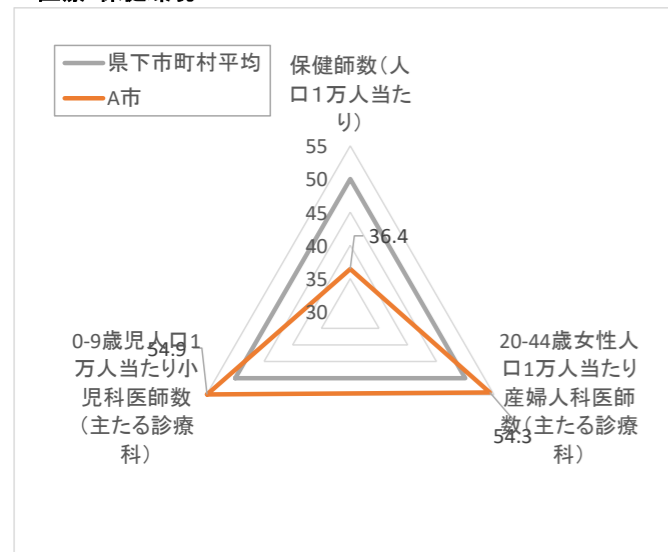 県下市町村平均
A市
保健師数（人
口１万人当た
り）
55
50
45
40
35
30
36.4
0-9歳児人口1
万人当たり小
児科医師数
（主たる診療
科）
54.9
20-44歳女性人
口1万人当たり
産婦人科医師
数（主たる診療
科）
54.3